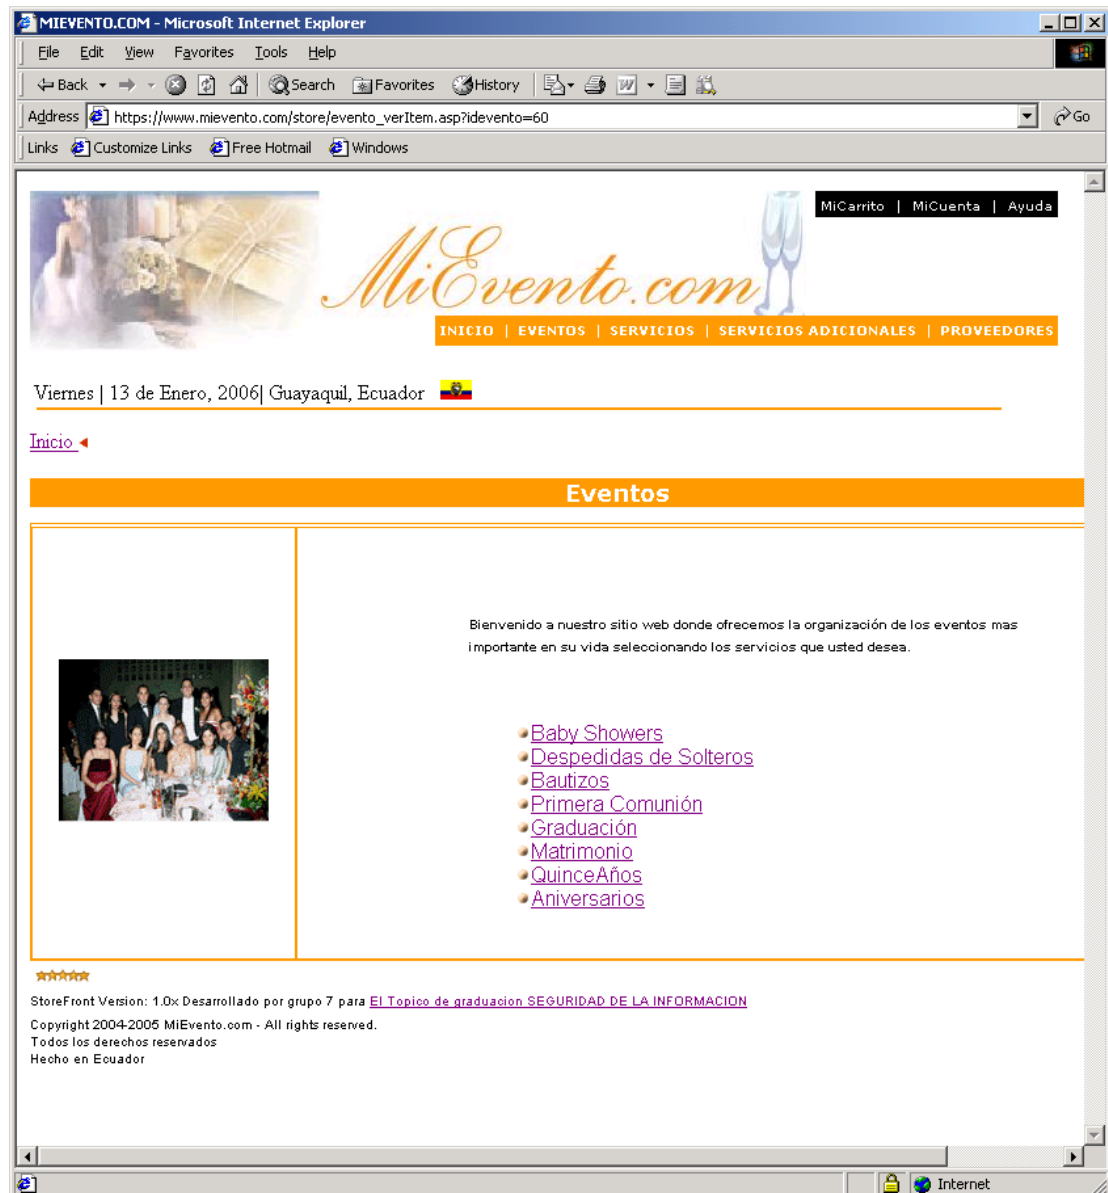 MIEVENTO.COM - Microsoft Internet Explorer
File Edit View Favorites Tools Help
Back Search Favorites History
Address https://www.mievento.com/store/evento_verItem.asp?idevento=60 Go
Links Customize Links Free Hotmail Windows
MiCarrito | MiCuenta | Ayuda
MiEvento.com
INICIO | EVENTOS | SERVICIOS | SERVICIOS ADICIONALES | PROVEEDORES
Viernes | 13 de Enero, 2006| Guayaquil, Ecuador
Inicio
Eventos
Bienvenido a nuestro sitio web donde ofrecemos la organización de los eventos mas
importante en su vida seleccionando los servicios que usted desea.
Baby Showers
Despedidas de Solteros
Bautizos
Primera Comunión
Graduación
Matrimonio
QuinceAños
Aniversarios
StoreFront Version: 1.0x Desarrollado por grupo 7 para El Topico de graduacion SEGURIDAD DE LA INFORMACION
Copyright 2004-2005 MiEvento.com - All rights reserved.
Todos los derechos reservados
Hecho en Ecuador
Internet